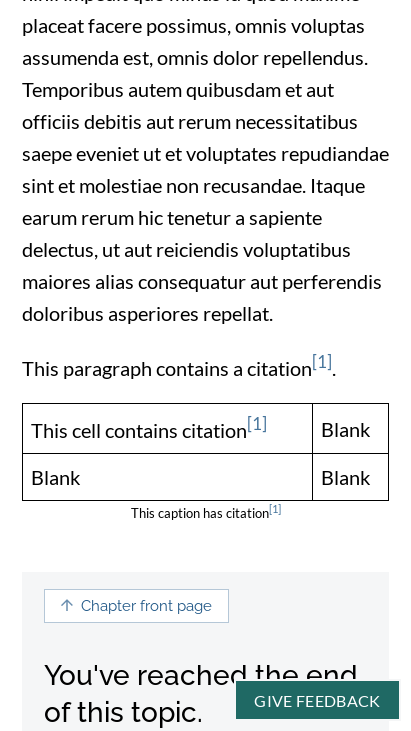 placeat facere possimus, omnis voluptas
assumenda est, omnis dolor repellendus.
Temporibus autem quibusdam et aut
officiis debitis aut rerum necessitatibus
saepe eveniet ut et voluptates repudiandae
sint et molestiae non recusandae. Itaque
earum rerum hic tenetur a sapiente
delectus, ut aut reiciendis voluptatibus
maiores alias consequatur aut perferendis
doloribus asperiores repellat.
This paragraph contains a citation[1].
This cell contains citation[1] Blank
Blank Blank
This caption has citation[1]
↑ Chapter front page
You've reached the end
of this topic.
GIVE FEEDBACK